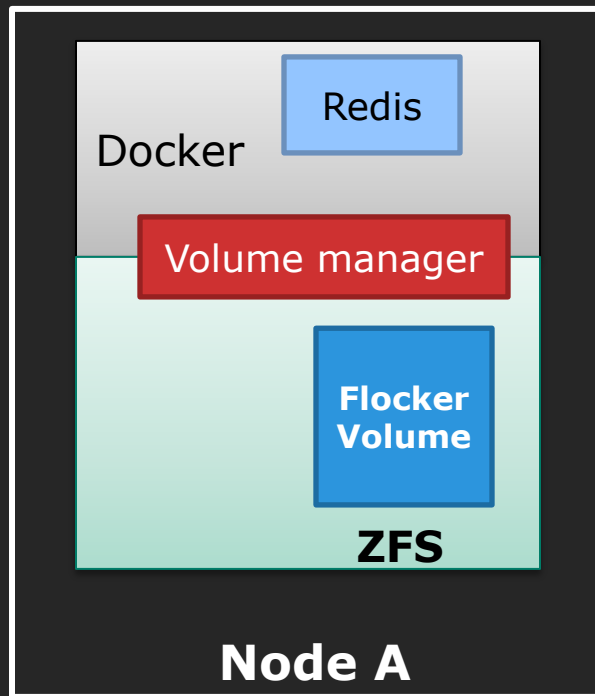 Redis
Docker
Volume manager
Flocker
Volume
ZFS
Node A